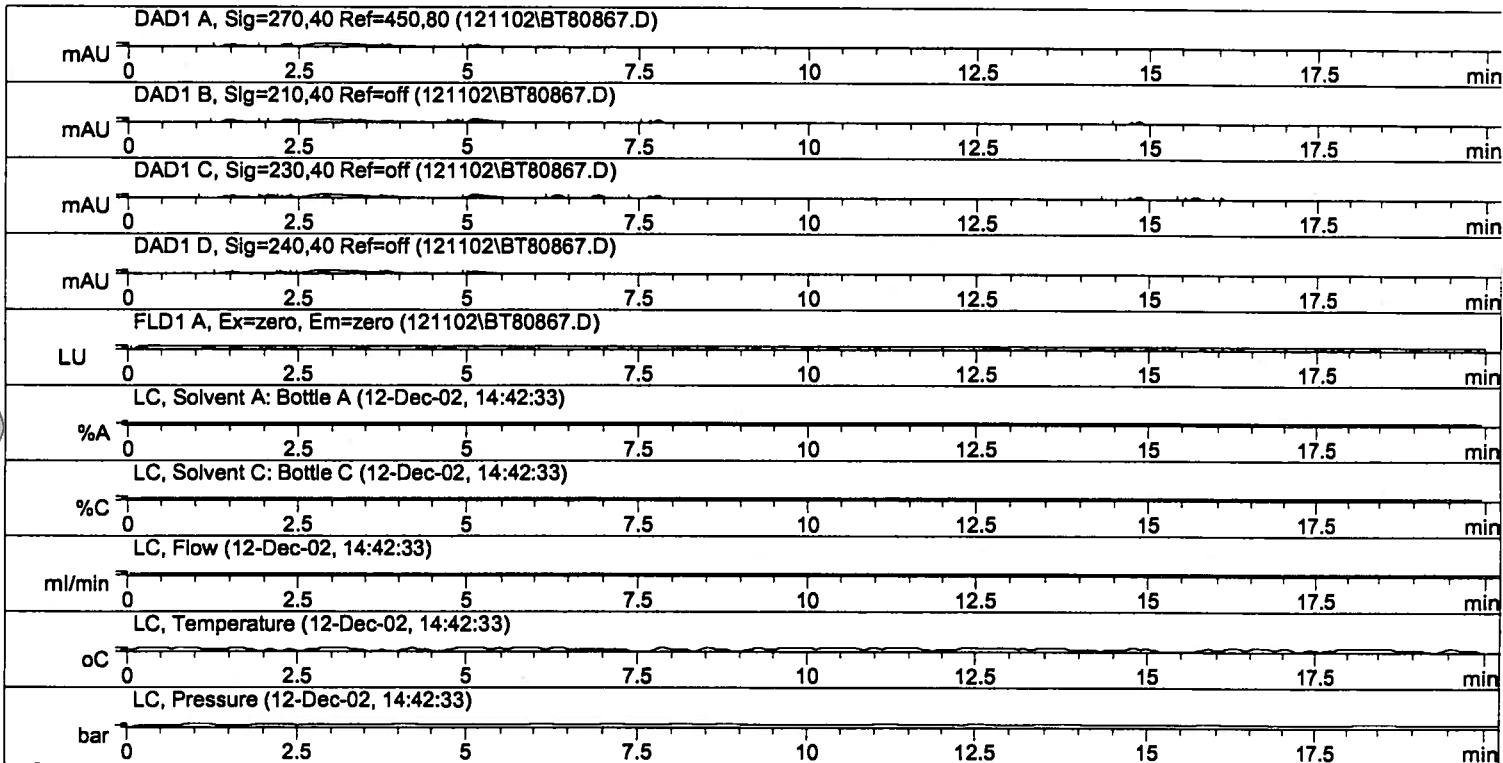 DAD1 A, Sig=270,40 Ref=450,80 (121102\BT80867.D)
mAU
0 2.5 5 7.5 10 12.5 15 17.5 min
DAD1 B, Sig=210,40 Ref=off (121102\BT80867.D)
mAU
0 2.5 5 7.5 10 12.5 15 17.5 min
DAD1 C, Sig=230,40 Ref=off (121102\BT80867.D)
mAU
0 2.5 5 7.5 10 12.5 15 17.5 min
DAD1 D, Sig=240,40 Ref=off (121102\BT80867.D)
mAU
0 2.5 5 7.5 10 12.5 15 17.5 min
FLD1 A, Ex=zero, Em=zero (121102\BT80867.D)
LU
0 2.5 5 7.5 10 12.5 15 17.5 min
LC, Solvent A: Bottle A (12-Dec-02, 14:42:33)
%A
0 2.5 5 7.5 10 12.5 15 17.5 min
LC, Solvent C: Bottle C (12-Dec-02, 14:42:33)
%C
0 2.5 5 7.5 10 12.5 15 17.5 min
LC, Flow (12-Dec-02, 14:42:33)
ml/min
0 2.5 5 7.5 10 12.5 15 17.5 min
LC, Temperature (12-Dec-02, 14:42:33)
oC
0 2.5 5 7.5 10 12.5 15 17.5 min
LC, Pressure (12-Dec-02, 14:42:33)
bar
0 2.5 5 7.5 10 12.5 15 17.5 min